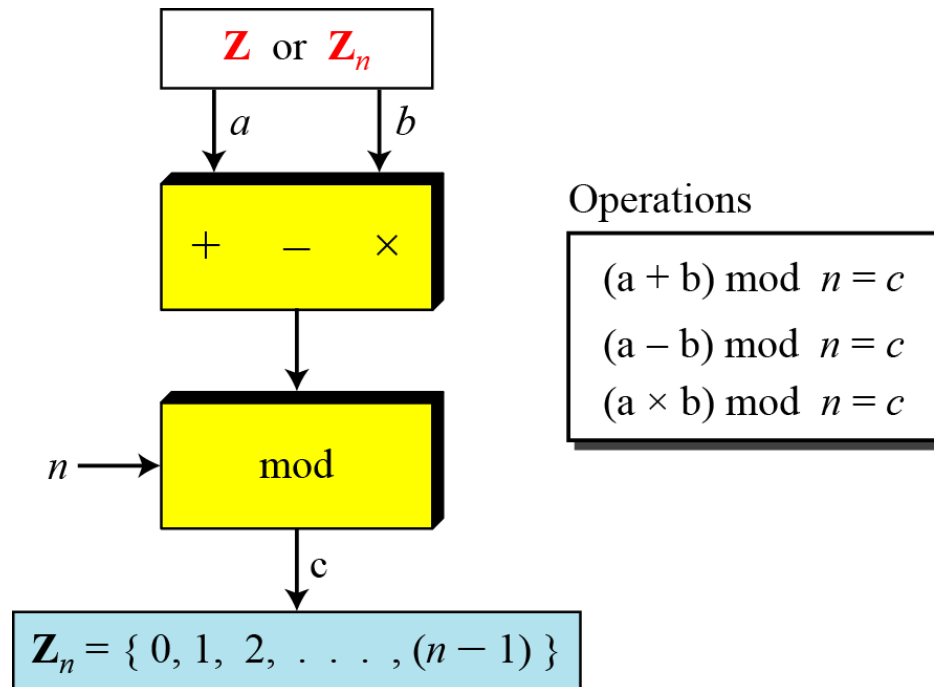 Z or Zn
a b
+ – ×
n
mod
c
Zn = { 0, 1, 2, . . . , (n – 1) }
Operations
(a + b) mod n = c
(a – b) mod n = c
(a × b) mod n = c